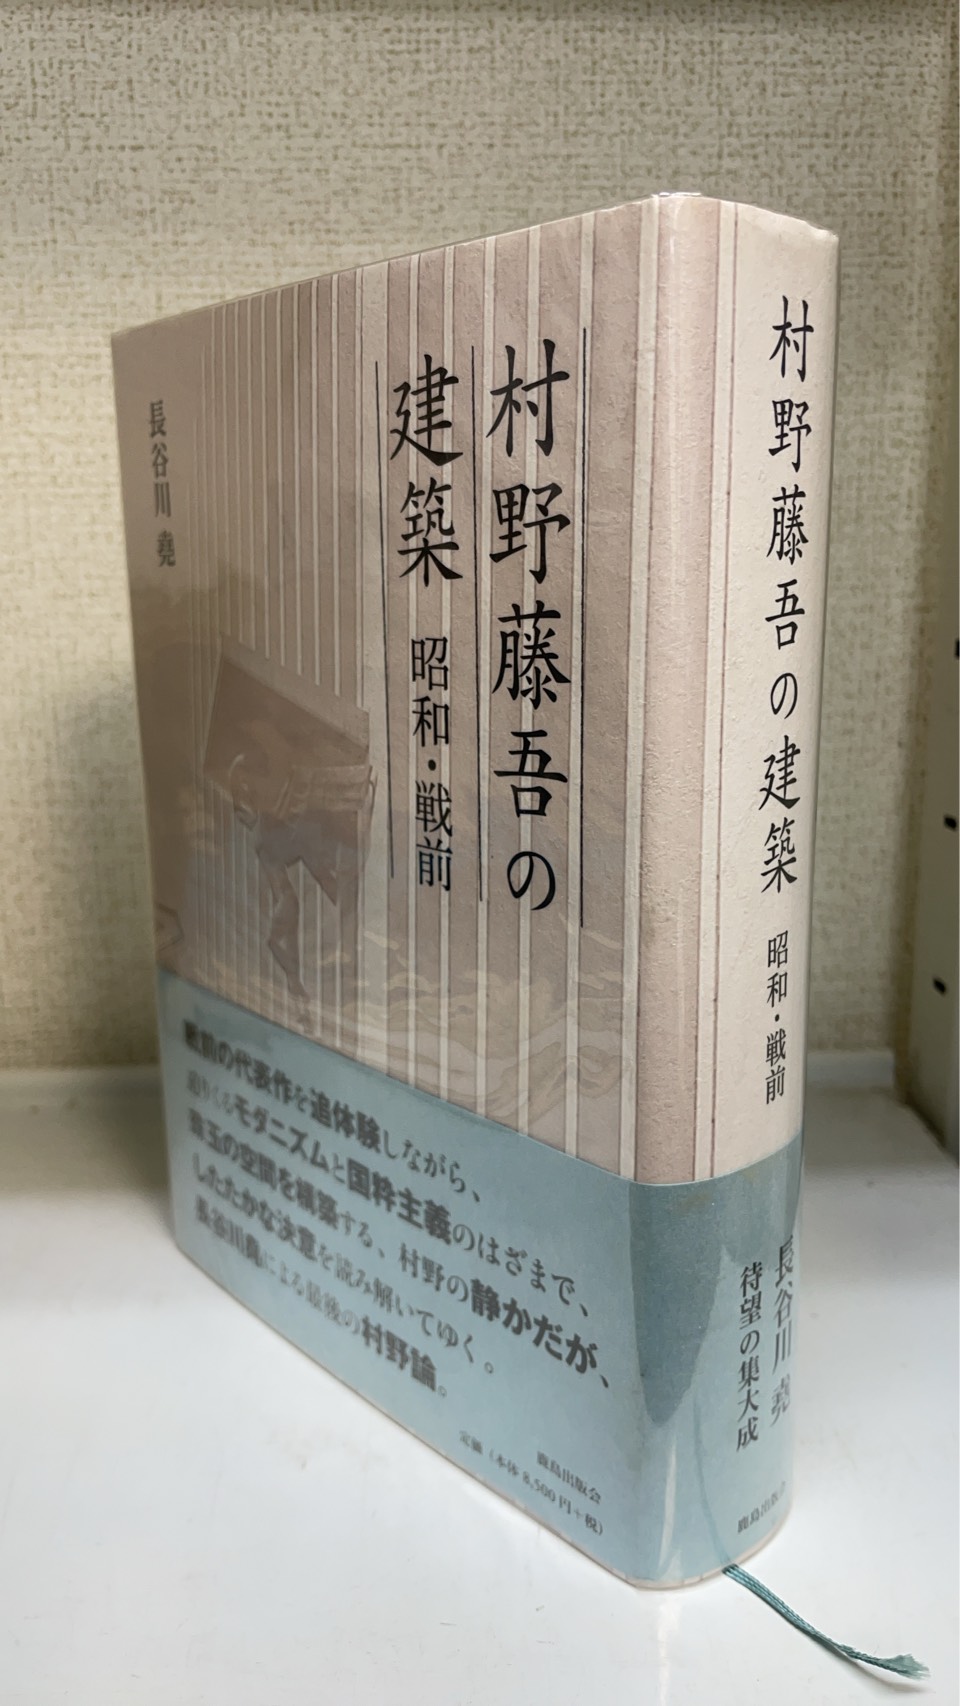 村野藤吾の
建築 昭和・戦前
長谷川 堯
戦前の代表作を追体験しながら、
迫りくるモダニズムと国粋主義のはざまで、
珠玉の空間を構築する、村野の静かだが、
したたかな決意を読み解いてゆく。
長谷川堯による最後の村野論。
鹿島出版会
定価（本体 8,500円＋税）
村野藤吾の建築 昭和・戦前
長谷川 堯
待望の集大成
鹿島出版会